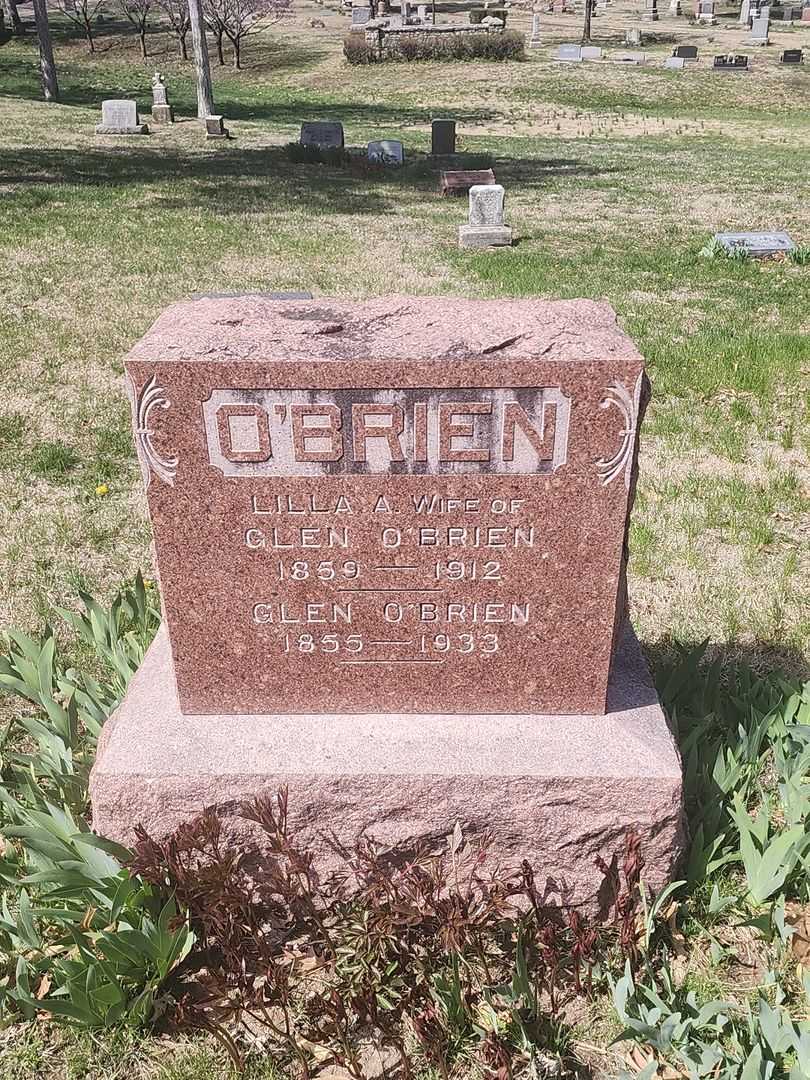 O'BRIEN
LILLA A. WIFE OF
GLEN O'BRIEN
1859 — 1912
GLEN O'BRIEN
1855 — 1933